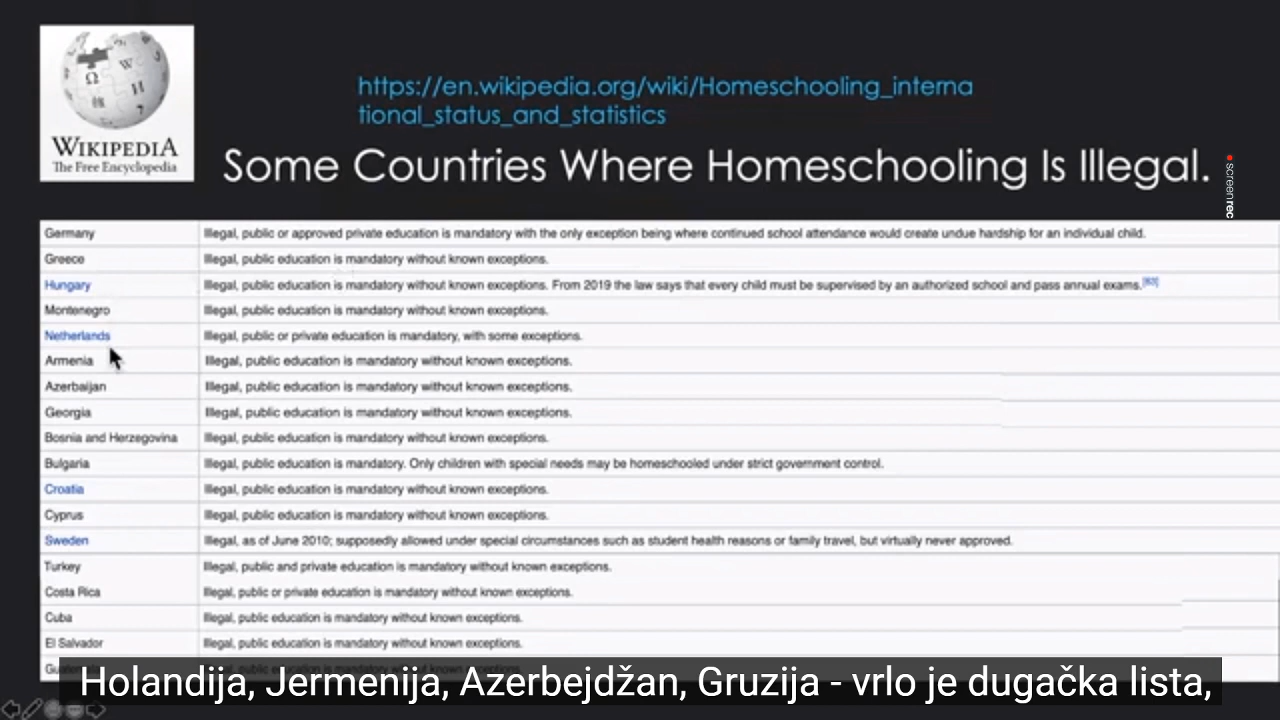 https://en.wikipedia.org/wiki/Homeschooling_interna
tional_status_and_statistics
WIKIPEDIA
The Free Encyclopedia
Some Countries Where Homeschooling Is Illegal.
screenrec
Germany Illegal, public or approved private education is mandatory with the only exception being where continued school attendance would create undue hardship for an individual child.
Greece Illegal, public education is mandatory without known exceptions.
Hungary Illegal, public education is mandatory without known exceptions. From 2019 the law says that every child must be supervised by an authorized school and pass annual exams.[63]
Montenegro Illegal, public education is mandatory without known exceptions.
Netherlands Illegal, public or private education is mandatory, with some exceptions.
Armenia Illegal, public education is mandatory without known exceptions.
Azerbaijan Illegal, public education is mandatory without known exceptions.
Georgia Illegal, public education is mandatory without known exceptions.
Bosnia and Herzegovina Illegal, public education is mandatory without known exceptions.
Bulgaria Illegal, public education is mandatory. Only children with special needs may be homeschooled under strict government control.
Croatia Illegal, public education is mandatory without known exceptions.
Cyprus Illegal, public education is mandatory without known exceptions.
Sweden Illegal, as of June 2010; supposedly allowed under special circumstances such as student health reasons or family travel, but virtually never approved.
Turkey Illegal, public and private education is mandatory without known exceptions.
Costa Rica Illegal, public or private education is mandatory without known exceptions.
Cuba Illegal, public education is mandatory without known exceptions.
El Salvador Illegal, public education is mandatory without known exceptions.
Holandija, Jermenija, Azerbejdžan, Gruzija - vrlo je dugačka lista,